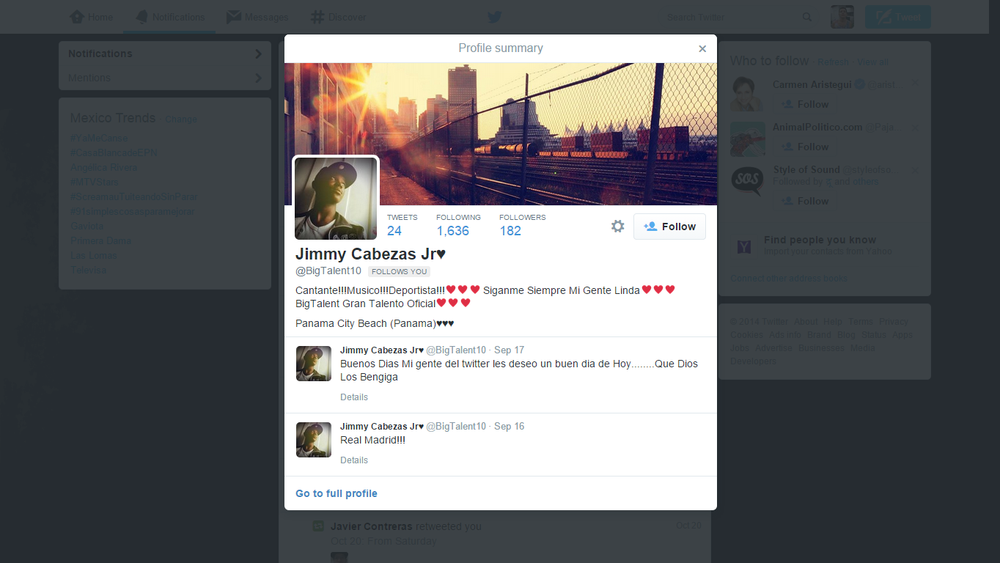 Home Notifications Messages Discover Search Twitter Tweet
Notifications
Mentions
Mexico Trends Change
#YaMeCanse
#CasaBlancadeEPN
Angélica Rivera
#MTVStars
#ScreamauTuiteandoSinParar
#91simplescosasparamejorar
Gaviota
Primera Dama
Las Lomas
Televisa
Profile summary
TWEETS FOLLOWING FOLLOWERS
24 1,636 182
Follow
Jimmy Cabezas Jr♥
@BigTalent10 FOLLOWS YOU
Cantante!!!Musico!!!Deportista!!!♥♥♥ Siganme Siempre Mi Gente Linda♥♥♥
BigTalent Gran Talento Oficial♥♥♥
Panama City Beach (Panama)♥♥♥
Jimmy Cabezas Jr♥ @BigTalent10 · Sep 17
Buenos Dias Mi gente del twitter les deseo un buen dia de Hoy........Que Dios
Los Bengiga
Details
Jimmy Cabezas Jr♥ @BigTalent10 · Sep 16
Real Madrid!!!
Details
Go to full profile
Javier Contreras retweeted you Oct 20
Oct 20: From Saturday
Who to follow Refresh · View all
Carmen Aristegui @arist...
Follow
AnimalPolitico.com @Paja...
Follow
Style of Sound @styleofso...
Followed by and others
SOS
Follow
Find people you know
Import your contacts from Yahoo
Connect other address books
© 2014 Twitter About Help Terms Privacy
Cookies Ads info Brand Blog Status Apps
Jobs Advertise Businesses Media
Developers